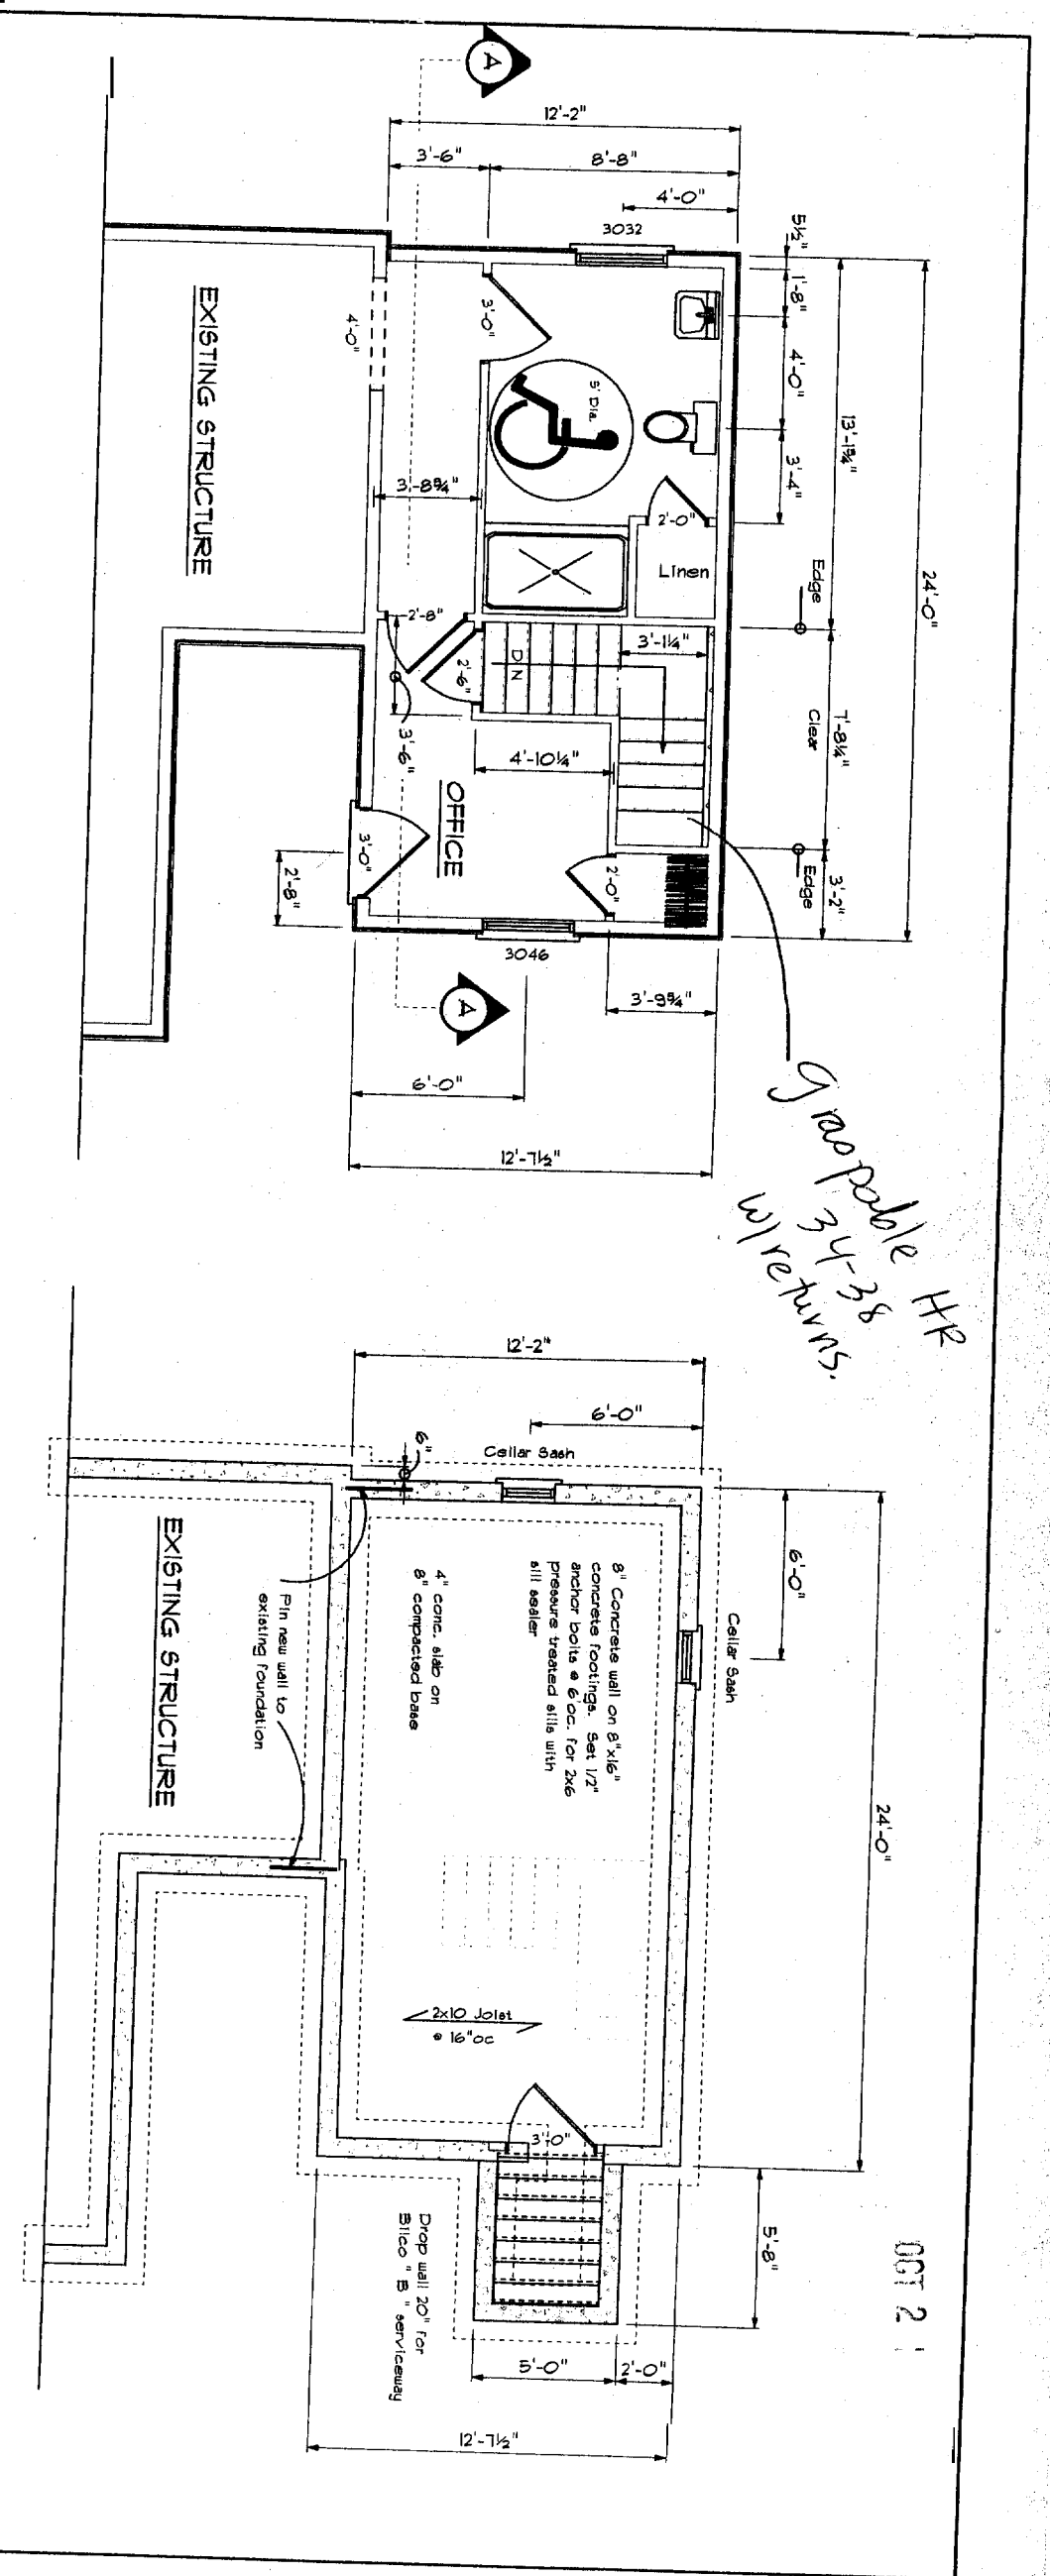 A
12'-2"
3'-6"
8'-8"
4'-0"
3032
5½"
1'-8"
4'-0"
3'-4"
13'-1¾"
24'-0"
EXISTING STRUCTURE
4'-0"
3'-0"
5' Dia.
3'-8¾"
2'-0"
Linen
Edge
2'-8"
2'-6"
DN
3'-1¼"
7'-8¼"
Clear
3'-6"
4'-10¼"
OFFICE
3'-0"
2'-8"
2'-0"
Edge
3'-2"
3046
A
3'-9¾"
6'-0"
12'-7½"
graspable HR
34-38
w/returns.
12'-2"
6'-0"
6"
Cellar Sash
6'-0"
Cellar Sash
24'-0"
EXISTING STRUCTURE
Pin new wall to
existing foundation
8" Concrete wall on 8"x16"
concrete footings. Set 1/2"
anchor bolts @ 6'oc. for 2x6
pressure treated sills with
sill sealer
4" conc. slab on
8" compacted base
2x10 Joist
@ 16"oc
3'-0"
5'-8"
Drop wall 20" for
Bilco "B" serviceway
5'-0"
2'-0"
12'-7½"
OCT 2